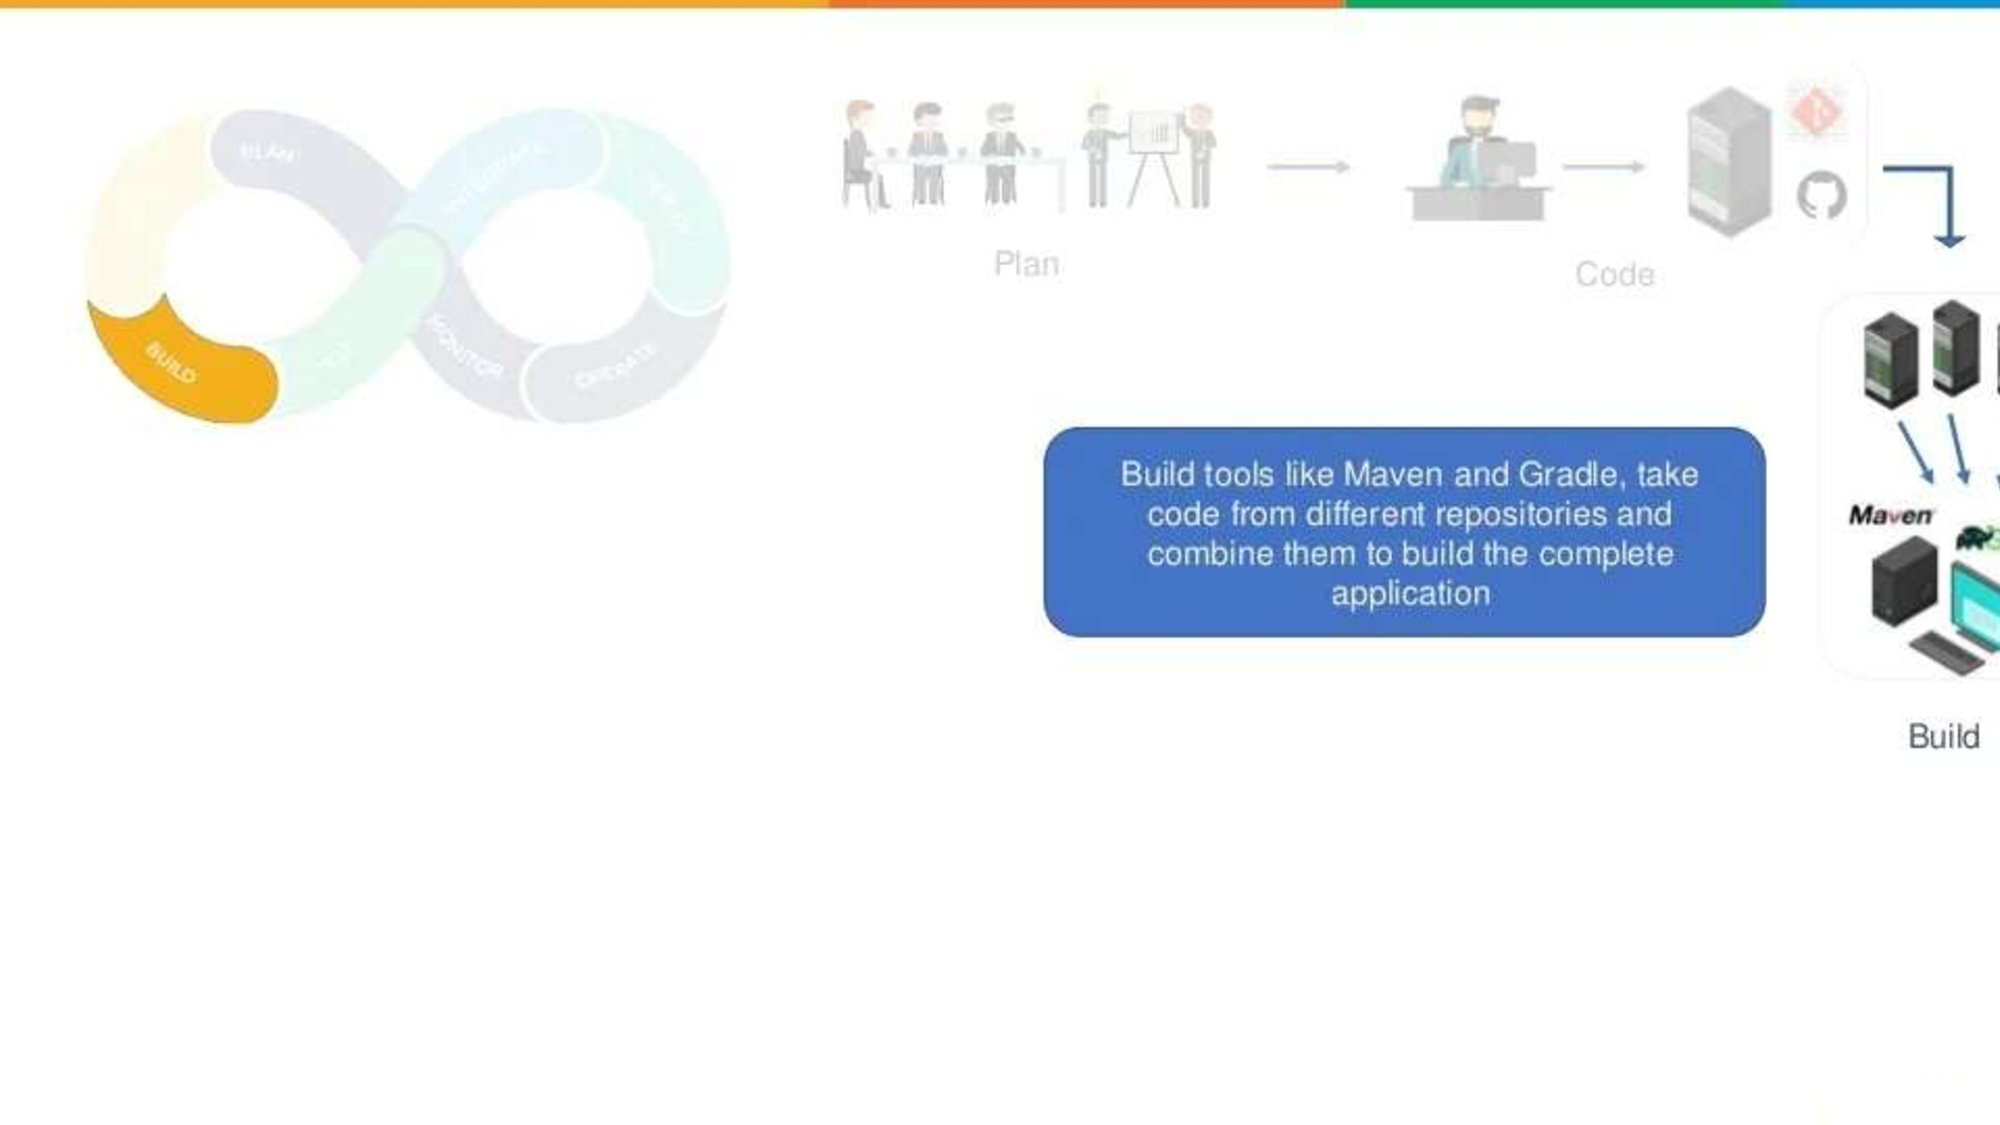 PLAN
BUILD
MONITOR
OPERATE
Plan
Code
Build tools like Maven and Gradle, take
code from different repositories and
combine them to build the complete
application
Maven
Build